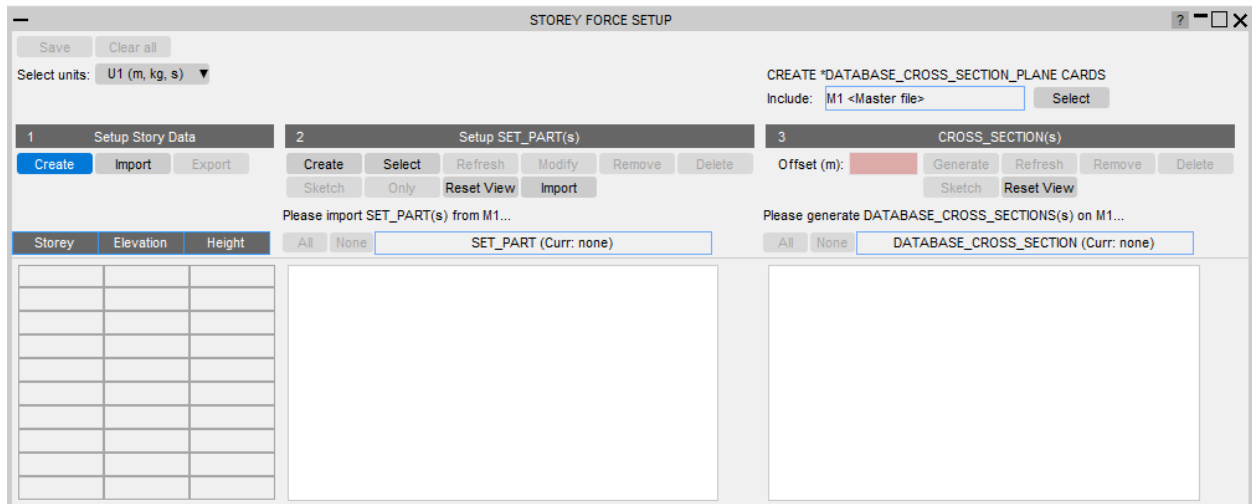 STOREY FORCE SETUP ?
Save Clear all
Select units: U1 (m, kg, s)
CREATE *DATABASE_CROSS_SECTION_PLANE CARDS
Include: M1 <Master file> Select
1 Setup Story Data
2 Setup SET_PART(s)
3 CROSS_SECTION(s)
Create Import Export
Create Select Refresh Modify Remove Delete
Offset (m): Generate Refresh Remove Delete
Sketch Only Reset View Import
Sketch Reset View
Please import SET_PART(s) from M1...
Please generate DATABASE_CROSS_SECTIONS(s) on M1...
Storey Elevation Height
All None SET_PART (Curr: none)
All None DATABASE_CROSS_SECTION (Curr: none)